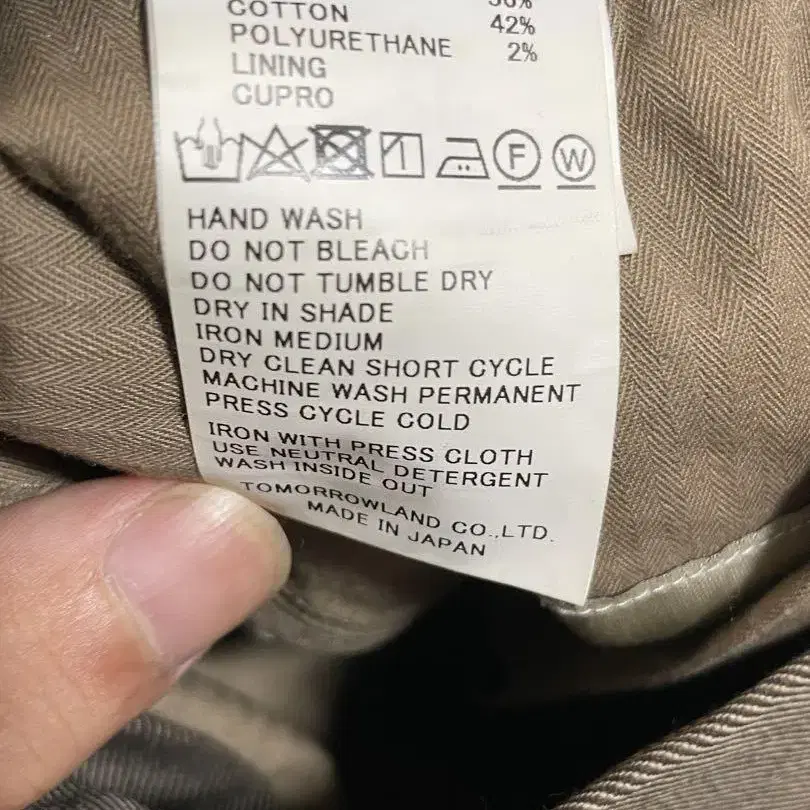 COTTON 42%
POLYURETHANE 2%
LINING
CUPRO
F W
HAND WASH
DO NOT BLEACH
DO NOT TUMBLE DRY
DRY IN SHADE
IRON MEDIUM
DRY CLEAN SHORT CYCLE
MACHINE WASH PERMANENT
PRESS CYCLE COLD
IRON WITH PRESS CLOTH
USE NEUTRAL DETERGENT
WASH INSIDE OUT
TOMORROWLAND CO.,LTD.
MADE IN JAPAN